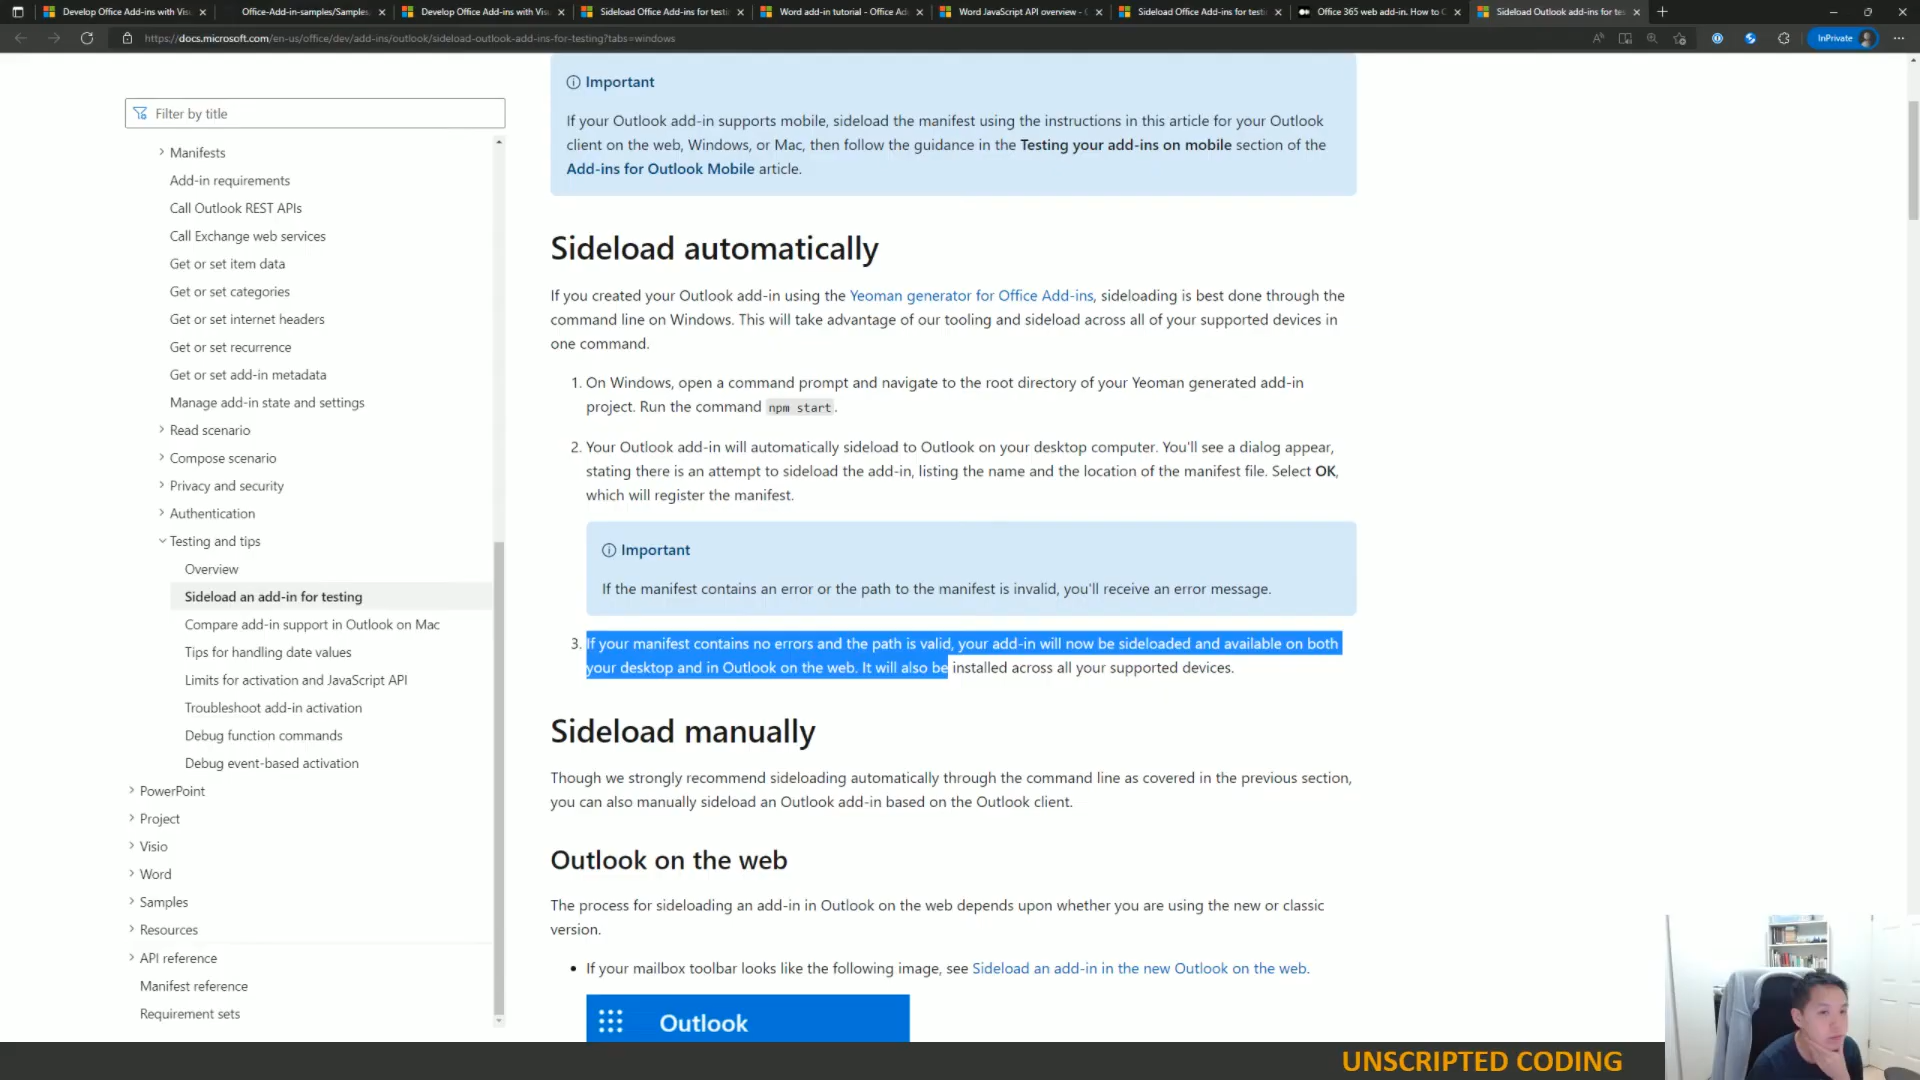 Develop Office Add-ins with Vis
Office-Add-in-samples/Samples
Develop Office Add-ins with Vis
Sideload Office Add-ins for testi
Word add-in tutorial - Office Ad
Word JavaScript API overview -
Sideload Office Add-ins for testi
Office 365 web add-in. How to C
Sideload Outlook add-ins for tes
https://docs.microsoft.com/en-us/office/dev/add-ins/outlook/sideload-outlook-add-ins-for-testing?tabs=windows
InPrivate
Filter by title
Manifests
Add-in requirements
Call Outlook REST APIs
Call Exchange web services
Get or set item data
Get or set categories
Get or set internet headers
Get or set recurrence
Get or set add-in metadata
Manage add-in state and settings
Read scenario
Compose scenario
Privacy and security
Authentication
Testing and tips
Overview
Sideload an add-in for testing
Compare add-in support in Outlook on Mac
Tips for handling date values
Limits for activation and JavaScript API
Troubleshoot add-in activation
Debug function commands
Debug event-based activation
PowerPoint
Project
Visio
Word
Samples
Resources
API reference
Manifest reference
Requirement sets
Important
If your Outlook add-in supports mobile, sideload the manifest using the instructions in this article for your Outlook
client on the web, Windows, or Mac, then follow the guidance in the Testing your add-ins on mobile section of the
Add-ins for Outlook Mobile article.
Sideload automatically
If you created your Outlook add-in using the Yeoman generator for Office Add-ins, sideloading is best done through the
command line on Windows. This will take advantage of our tooling and sideload across all of your supported devices in
one command.
1. On Windows, open a command prompt and navigate to the root directory of your Yeoman generated add-in
project. Run the command npm start.
2. Your Outlook add-in will automatically sideload to Outlook on your desktop computer. You'll see a dialog appear,
stating there is an attempt to sideload the add-in, listing the name and the location of the manifest file. Select OK,
which will register the manifest.
Important
If the manifest contains an error or the path to the manifest is invalid, you'll receive an error message.
3. If your manifest contains no errors and the path is valid, your add-in will now be sideloaded and available on both
your desktop and in Outlook on the web. It will also be installed across all your supported devices.
Sideload manually
Though we strongly recommend sideloading automatically through the command line as covered in the previous section,
you can also manually sideload an Outlook add-in based on the Outlook client.
Outlook on the web
The process for sideloading an add-in in Outlook on the web depends upon whether you are using the new or classic
version.
• If your mailbox toolbar looks like the following image, see Sideload an add-in in the new Outlook on the web.
Outlook
UNSCRIPTED CODING